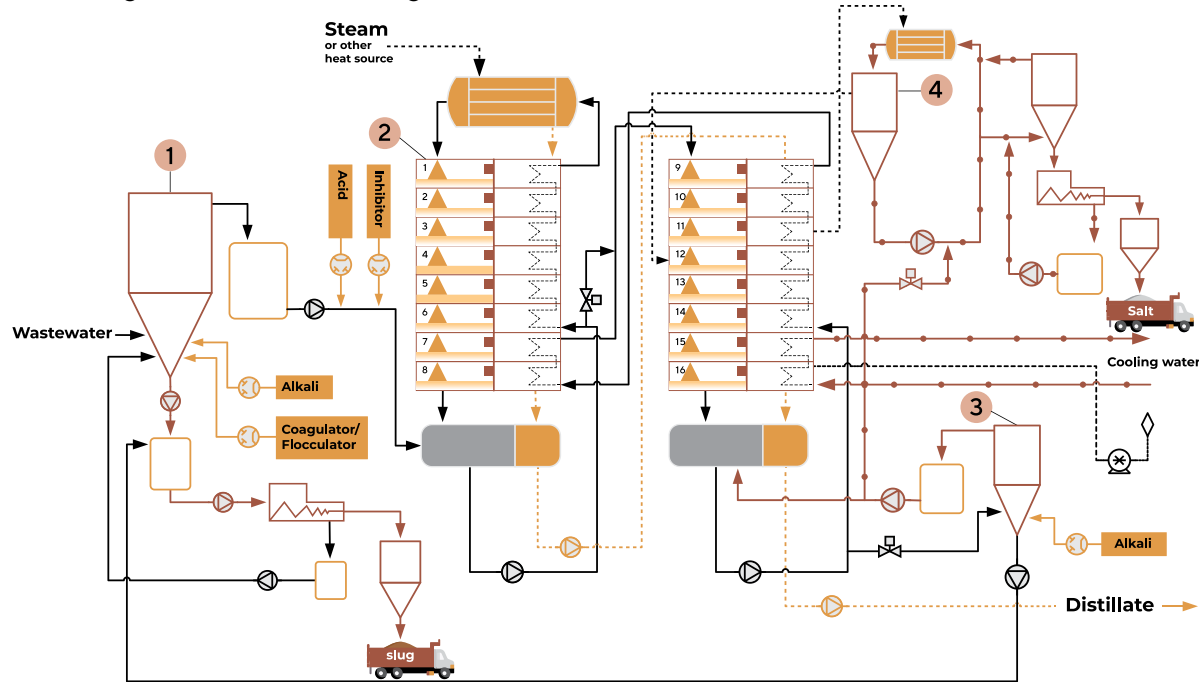 Steam
or other
heat source
1
2
3
4
Acid
Inhibitor
1
2
3
4
5
6
7
8
9
10
11
12
13
14
15
16
Wastewater
Alkali
Coagulator/
Flocculator
slug
Salt
Cooling water
Alkali
Distillate